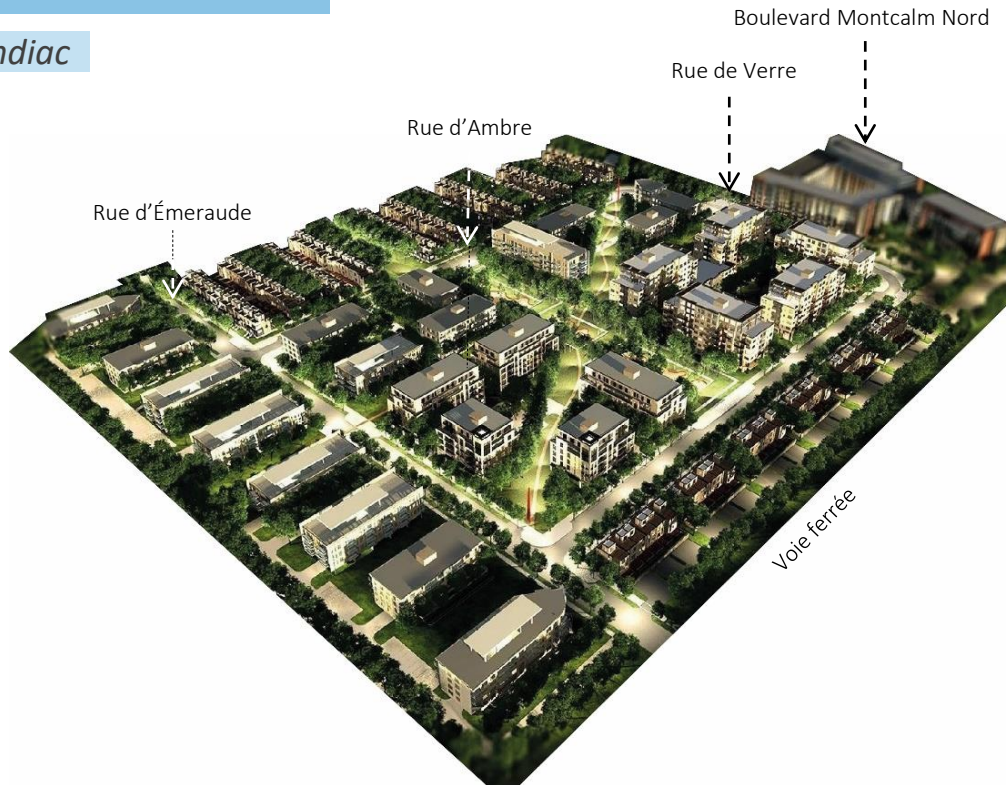 Boulevard Montcalm Nord
ndiac
Rue de Verre
Rue d'Ambre
Rue d'Émeraude
Voie ferrée